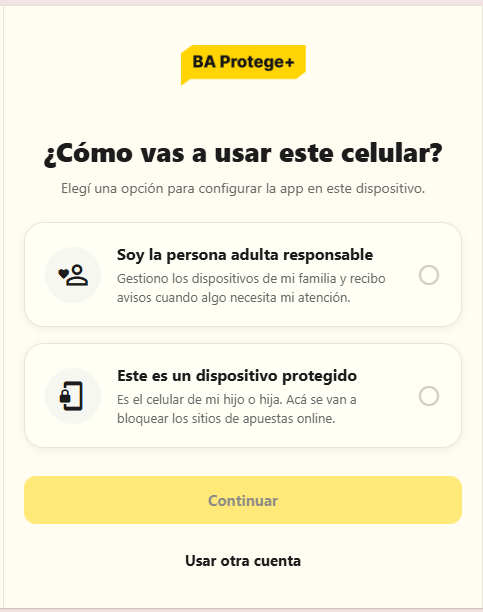 BA Protege+
¿Cómo vas a usar este celular?
Elegí una opción para configurar la app en este dispositivo.
Soy la persona adulta responsable
Gestiono los dispositivos de mi familia y recibo
avisos cuando algo necesita mi atención.
Este es un dispositivo protegido
Es el celular de mi hijo o hija. Acá se van a
bloquear los sitios de apuestas online.
Continuar
Usar otra cuenta